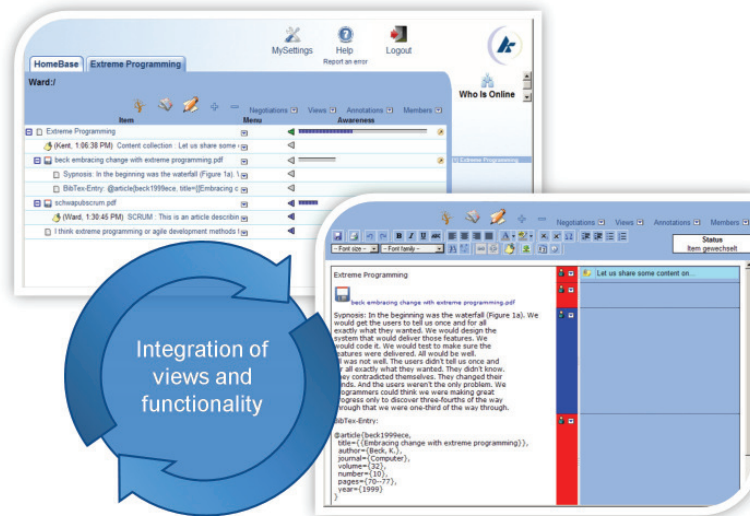 MySettings
Help
Logout
Report an error
HomeBase
Extreme Programming
Ward:/
Who Is Online
Negotiations
Views
Annotations
Members
Item
Menu
Awareness
Extreme Programming
(Kent, 1:06:38 PM) Content collection : Let us share some
beck embracing change with extreme programming.pdf
Sypnosis: In the beginning was the waterfall (Figure 1a).
BibTex-Entry: @article{beck1999ece, title={{Embracing c
schwapubscrum.pdf
(Ward, 1:30:45 PM) SCRUM : This is an article describin
I think extreme programming or agile development methods
Extreme Programming
Integration of
views and
functionality
Negotiations
Views
Annotations
Members
- Font size -
- Font family -
Status
Item gewechselt
Extreme Programming
Let us share some content on...
beck embracing change with extreme programming.pdf
Sypnosis: In the beginning was the waterfall (Figure 1a). We
would get the users to tell us once and for all
exactly what they wanted. We would design the
system that would deliver those features. We
would code it. We would test to make sure the
features were delivered. All would be well.
All was not well. The users didn't tell us once and
for all exactly what they wanted. They didn't know.
They contradicted themselves. They changed their
minds. And the users weren't the only problem. We
programmers could think we were making great
progress only to discover three-fourths of the way
through that we were one-third of the way through.
BibTex-Entry:
@article{beck1999ece,
title={{Embracing change with extreme programming}},
author={Beck, K.},
journal={Computer},
volume={32},
number={10},
pages={70--77},
year={1999}
}